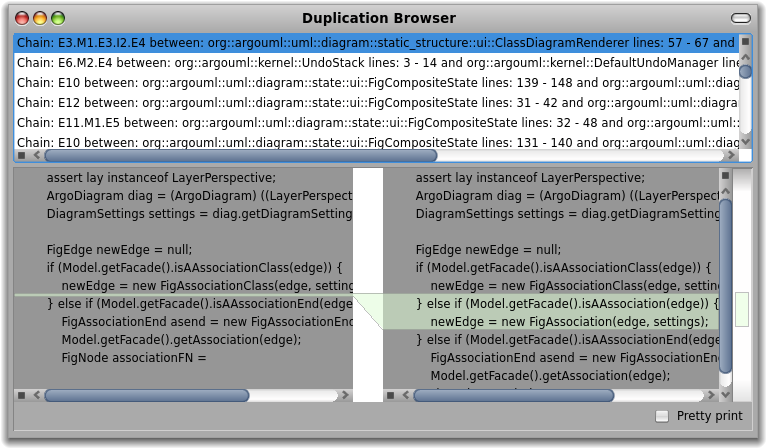 Duplication Browser
Chain: E3.M1.E3.I2.E4 between: org::argouml::uml::diagram::static_structure::ui::ClassDiagramRenderer lines: 57 - 67 and
Chain: E6.M2.E4 between: org::argouml::kernel::UndoStack lines: 3 - 14 and org::argouml::kernel::DefaultUndoManager line
Chain: E10 between: org::argouml::uml::diagram::state::ui::FigCompositeState lines: 139 - 148 and org::argouml::uml::diag
Chain: E12 between: org::argouml::uml::diagram::state::ui::FigCompositeState lines: 31 - 42 and org::argouml::uml::diagra
Chain: E11.M1.E5 between: org::argouml::uml::diagram::state::ui::FigCompositeState lines: 32 - 48 and org::argouml::uml::
Chain: E10 between: org::argouml::uml::diagram::state::ui::FigCompositeState lines: 131 - 140 and org::argouml::uml::diag
assert lay instanceof LayerPerspective;
ArgoDiagram diag = (ArgoDiagram) ((LayerPerspect
DiagramSettings settings = diag.getDiagramSetting
FigEdge newEdge = null;
if (Model.getFacade().isAAssociationClass(edge)) {
newEdge = new FigAssociationClass(edge, setting
} else if (Model.getFacade().isAAssociationEnd(edge
FigAssociationEnd asend = new FigAssociationEnd
Model.getFacade().getAssociation(edge);
FigNode associationFN =
assert lay instanceof LayerPerspective;
ArgoDiagram diag = (ArgoDiagram) ((LayerPerspect
DiagramSettings settings = diag.getDiagramSetting
FigEdge newEdge = null;
if (Model.getFacade().isAAssociationClass(edge)) {
newEdge = new FigAssociationClass(edge, setting
} else if (Model.getFacade().isAAssociation(edge)) {
newEdge = new FigAssociation(edge, settings);
} else if (Model.getFacade().isAAssociationEnd(edge
FigAssociationEnd asend = new FigAssociationEnd
Model.getFacade().getAssociation(edge);
Pretty print